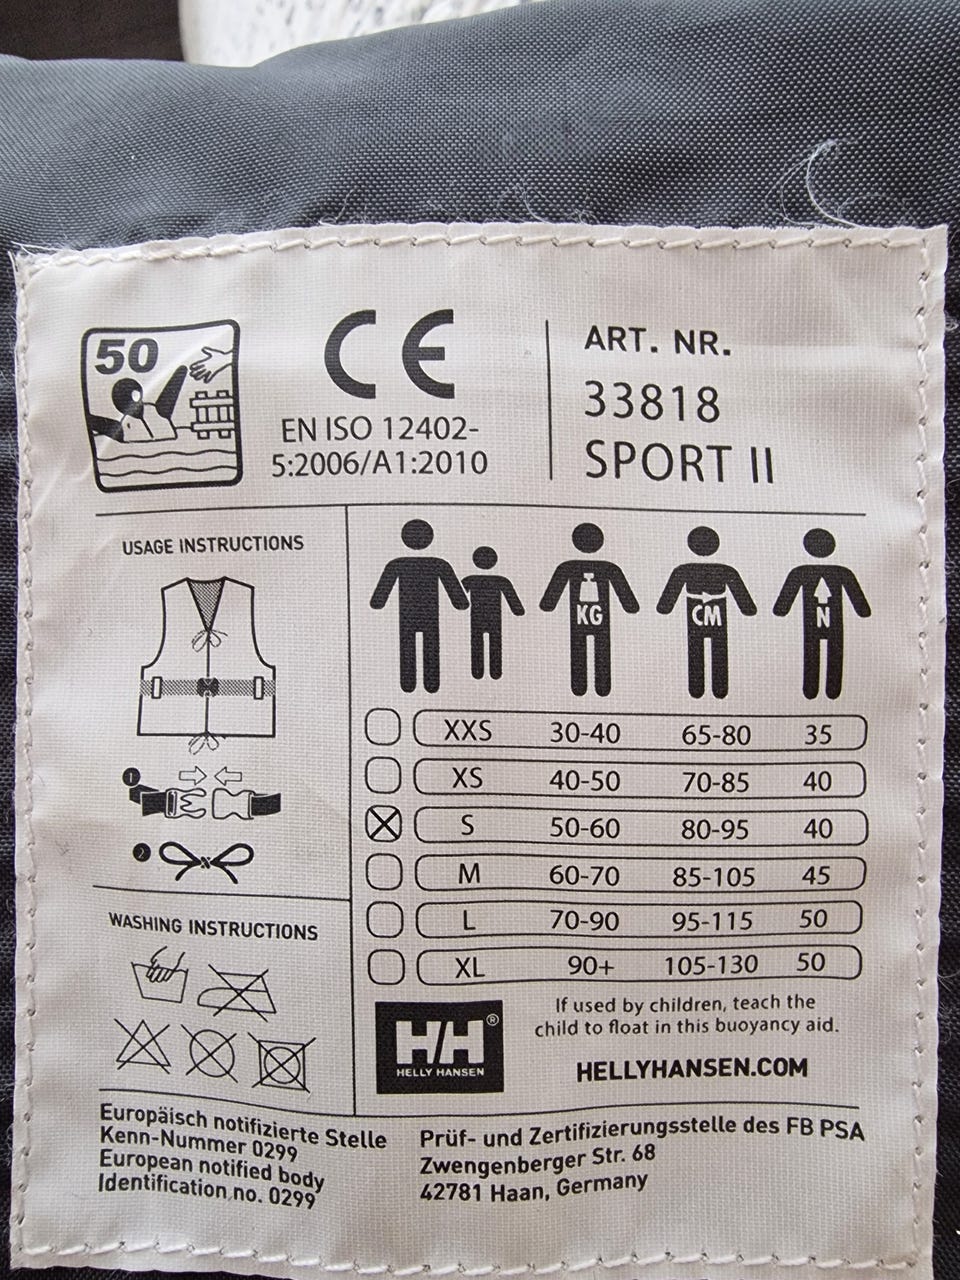 50
CE
EN ISO 12402-
5:2006/A1:2010
ART. NR.
33818
SPORT II
USAGE INSTRUCTIONS
1
2
KG
CM
N
XXS 30-40 65-80 35
XS 40-50 70-85 40
S 50-60 80-95 40
M 60-70 85-105 45
L 70-90 95-115 50
XL 90+ 105-130 50
WASHING INSTRUCTIONS
H/H®
HELLY HANSEN
If used by children, teach the
child to float in this buoyancy aid.
HELLYHANSEN.COM
Europäisch notifizierte Stelle
Kenn-Nummer 0299
European notified body
Identification no. 0299
Prüf- und Zertifizierungsstelle des FB PSA
Zwengenberger Str. 68
42781 Haan, Germany